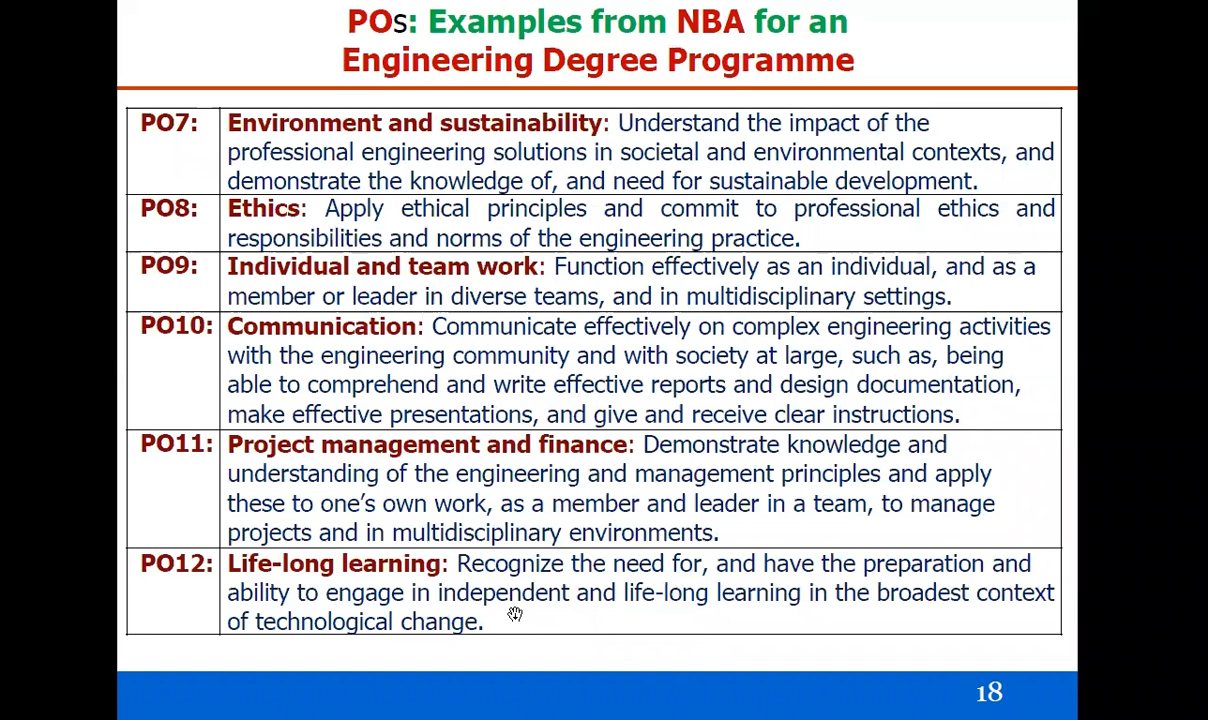 POs: Examples from NBA for an
Engineering Degree Programme
PO7: Environment and sustainability: Understand the impact of the
professional engineering solutions in societal and environmental contexts, and
demonstrate the knowledge of, and need for sustainable development.
PO8: Ethics: Apply ethical principles and commit to professional ethics and
responsibilities and norms of the engineering practice.
PO9: Individual and team work: Function effectively as an individual, and as a
member or leader in diverse teams, and in multidisciplinary settings.
PO10: Communication: Communicate effectively on complex engineering activities
with the engineering community and with society at large, such as, being
able to comprehend and write effective reports and design documentation,
make effective presentations, and give and receive clear instructions.
PO11: Project management and finance: Demonstrate knowledge and
understanding of the engineering and management principles and apply
these to one’s own work, as a member and leader in a team, to manage
projects and in multidisciplinary environments.
PO12: Life-long learning: Recognize the need for, and have the preparation and
ability to engage in independent and life-long learning in the broadest context
of technological change.
18